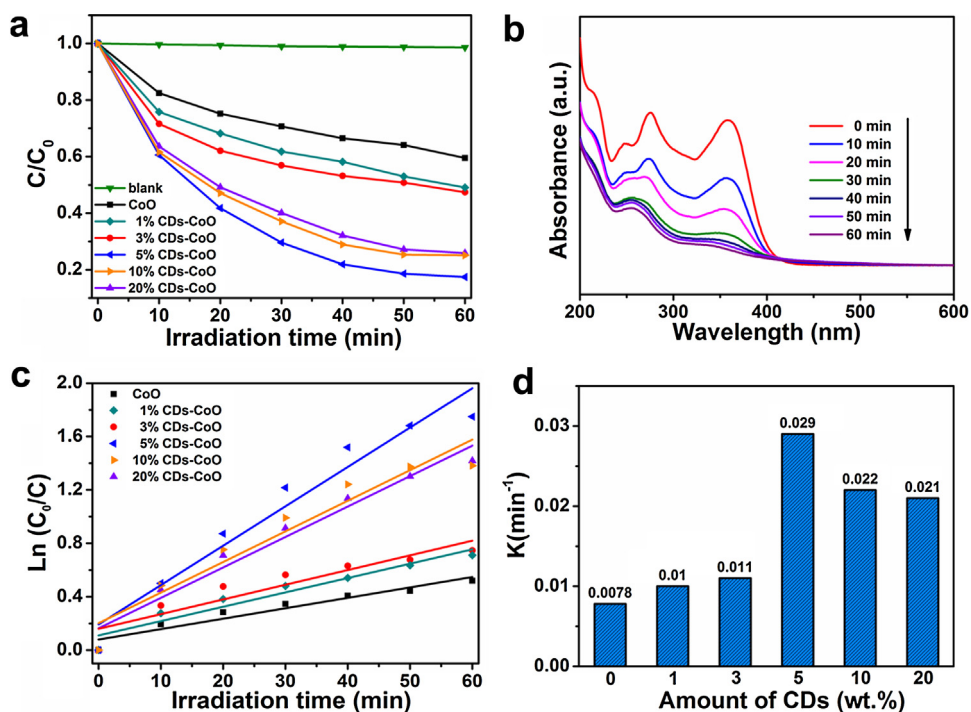 a
1.0
0.8
0.6
0.4
0.2
C/C0
blank
CoO
1% CDs-CoO
3% CDs-CoO
5% CDs-CoO
10% CDs-CoO
20% CDs-CoO
0 10 20 30 40 50 60
Irradiation time (min)
b
Absorbance (a.u.)
0 min
10 min
20 min
30 min
40 min
50 min
60 min
200 300 400 500 600
Wavelength (nm)
c
2.0
1.6
1.2
0.8
0.4
0.0
Ln (C0/C)
CoO
1% CDs-CoO
3% CDs-CoO
5% CDs-CoO
10% CDs-CoO
20% CDs-CoO
0 10 20 30 40 50 60
Irradiation time (min)
d
0.03
0.02
0.01
0.00
K(min-1)
0.0078
0.01
0.011
0.029
0.022
0.021
0 1 3 5 10 20
Amount of CDs (wt.%)